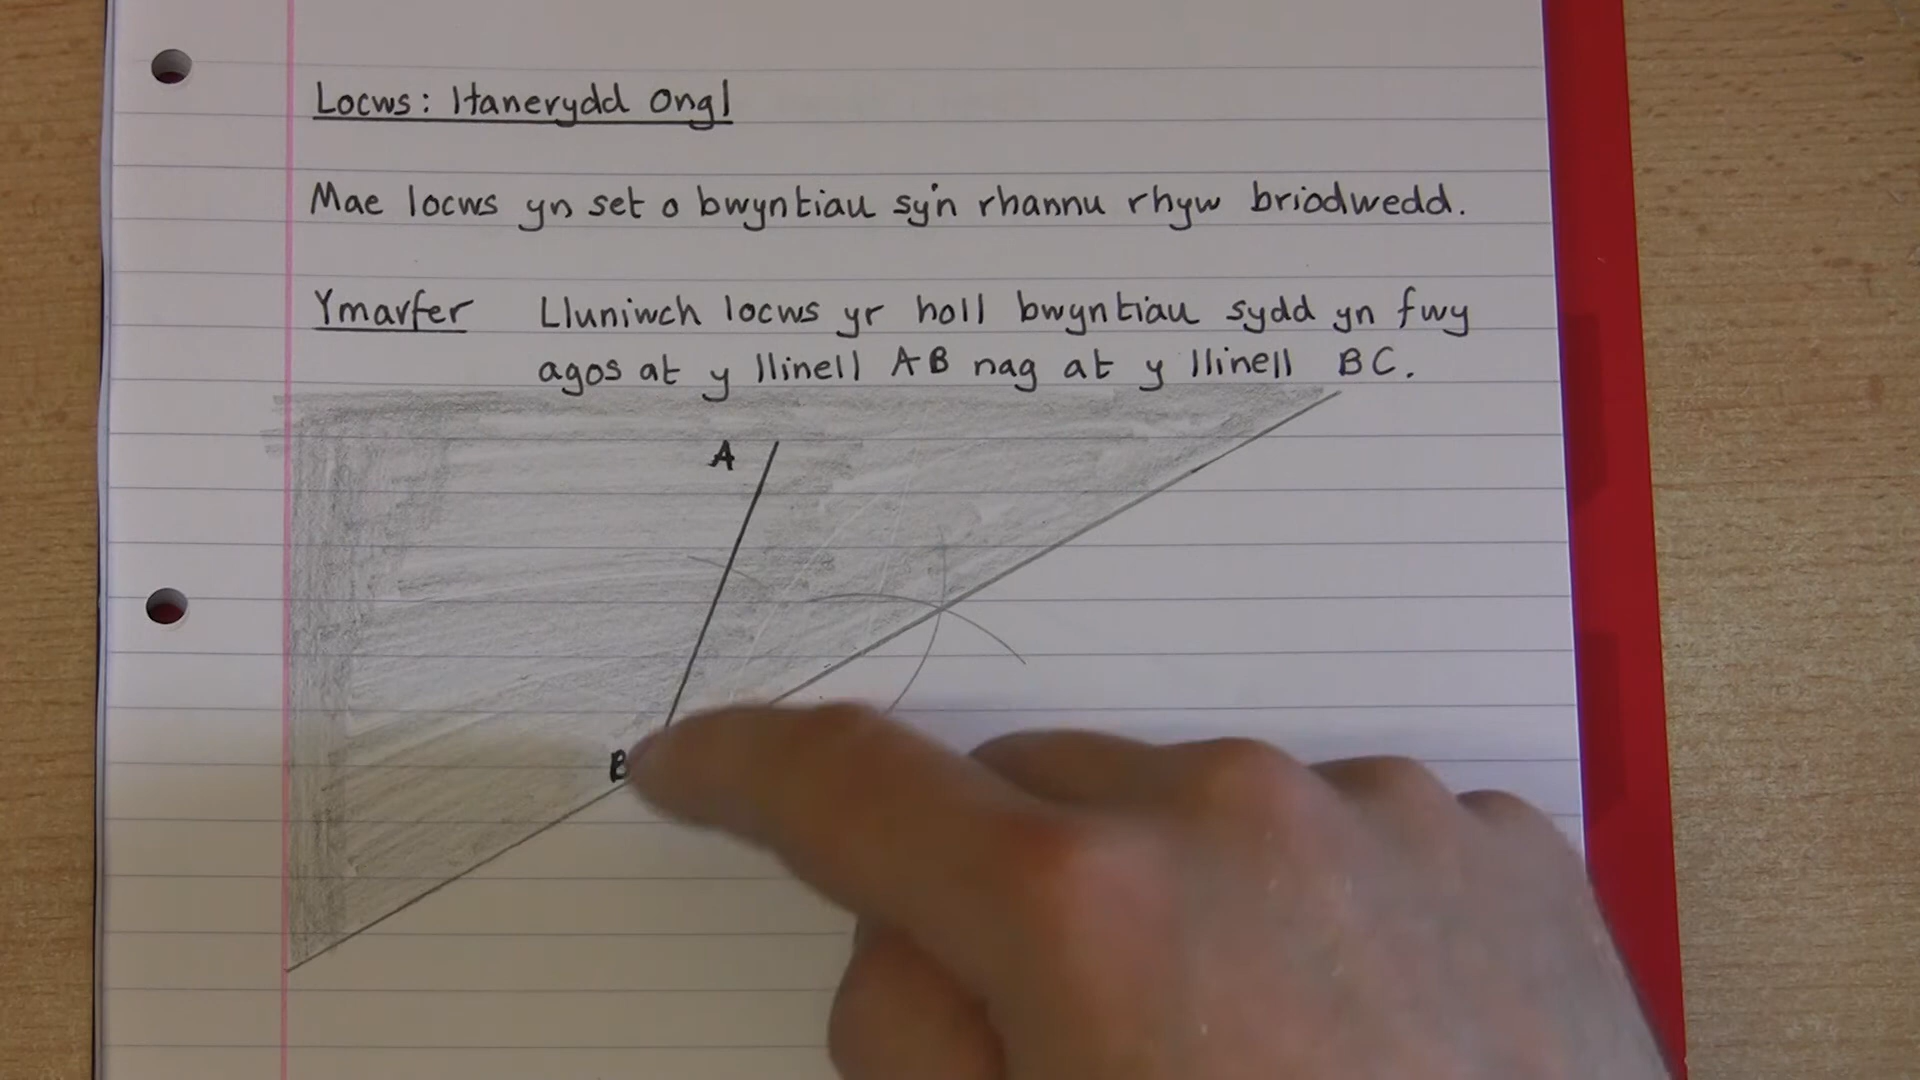 Locws: Hanerydd Ongl
Mae locws yn set o bwyntiau sy'n rhannu rhyw briodwedd.
Ymarfer Lluniwch locws yr holl bwyntiau sydd yn fwy
agos at y llinell AB nag at y llinell BC.
A
B